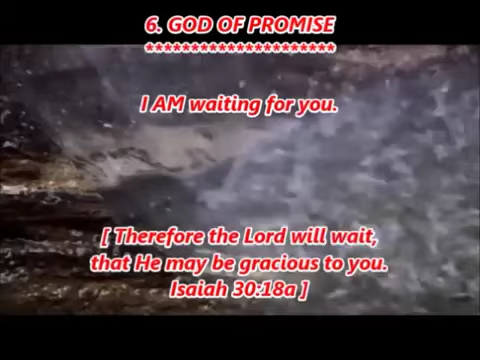 6. GOD OF PROMISE
*********************
I AM waiting for you.
[ Therefore the Lord will wait,
that He may be gracious to you.
Isaiah 30:18a ]